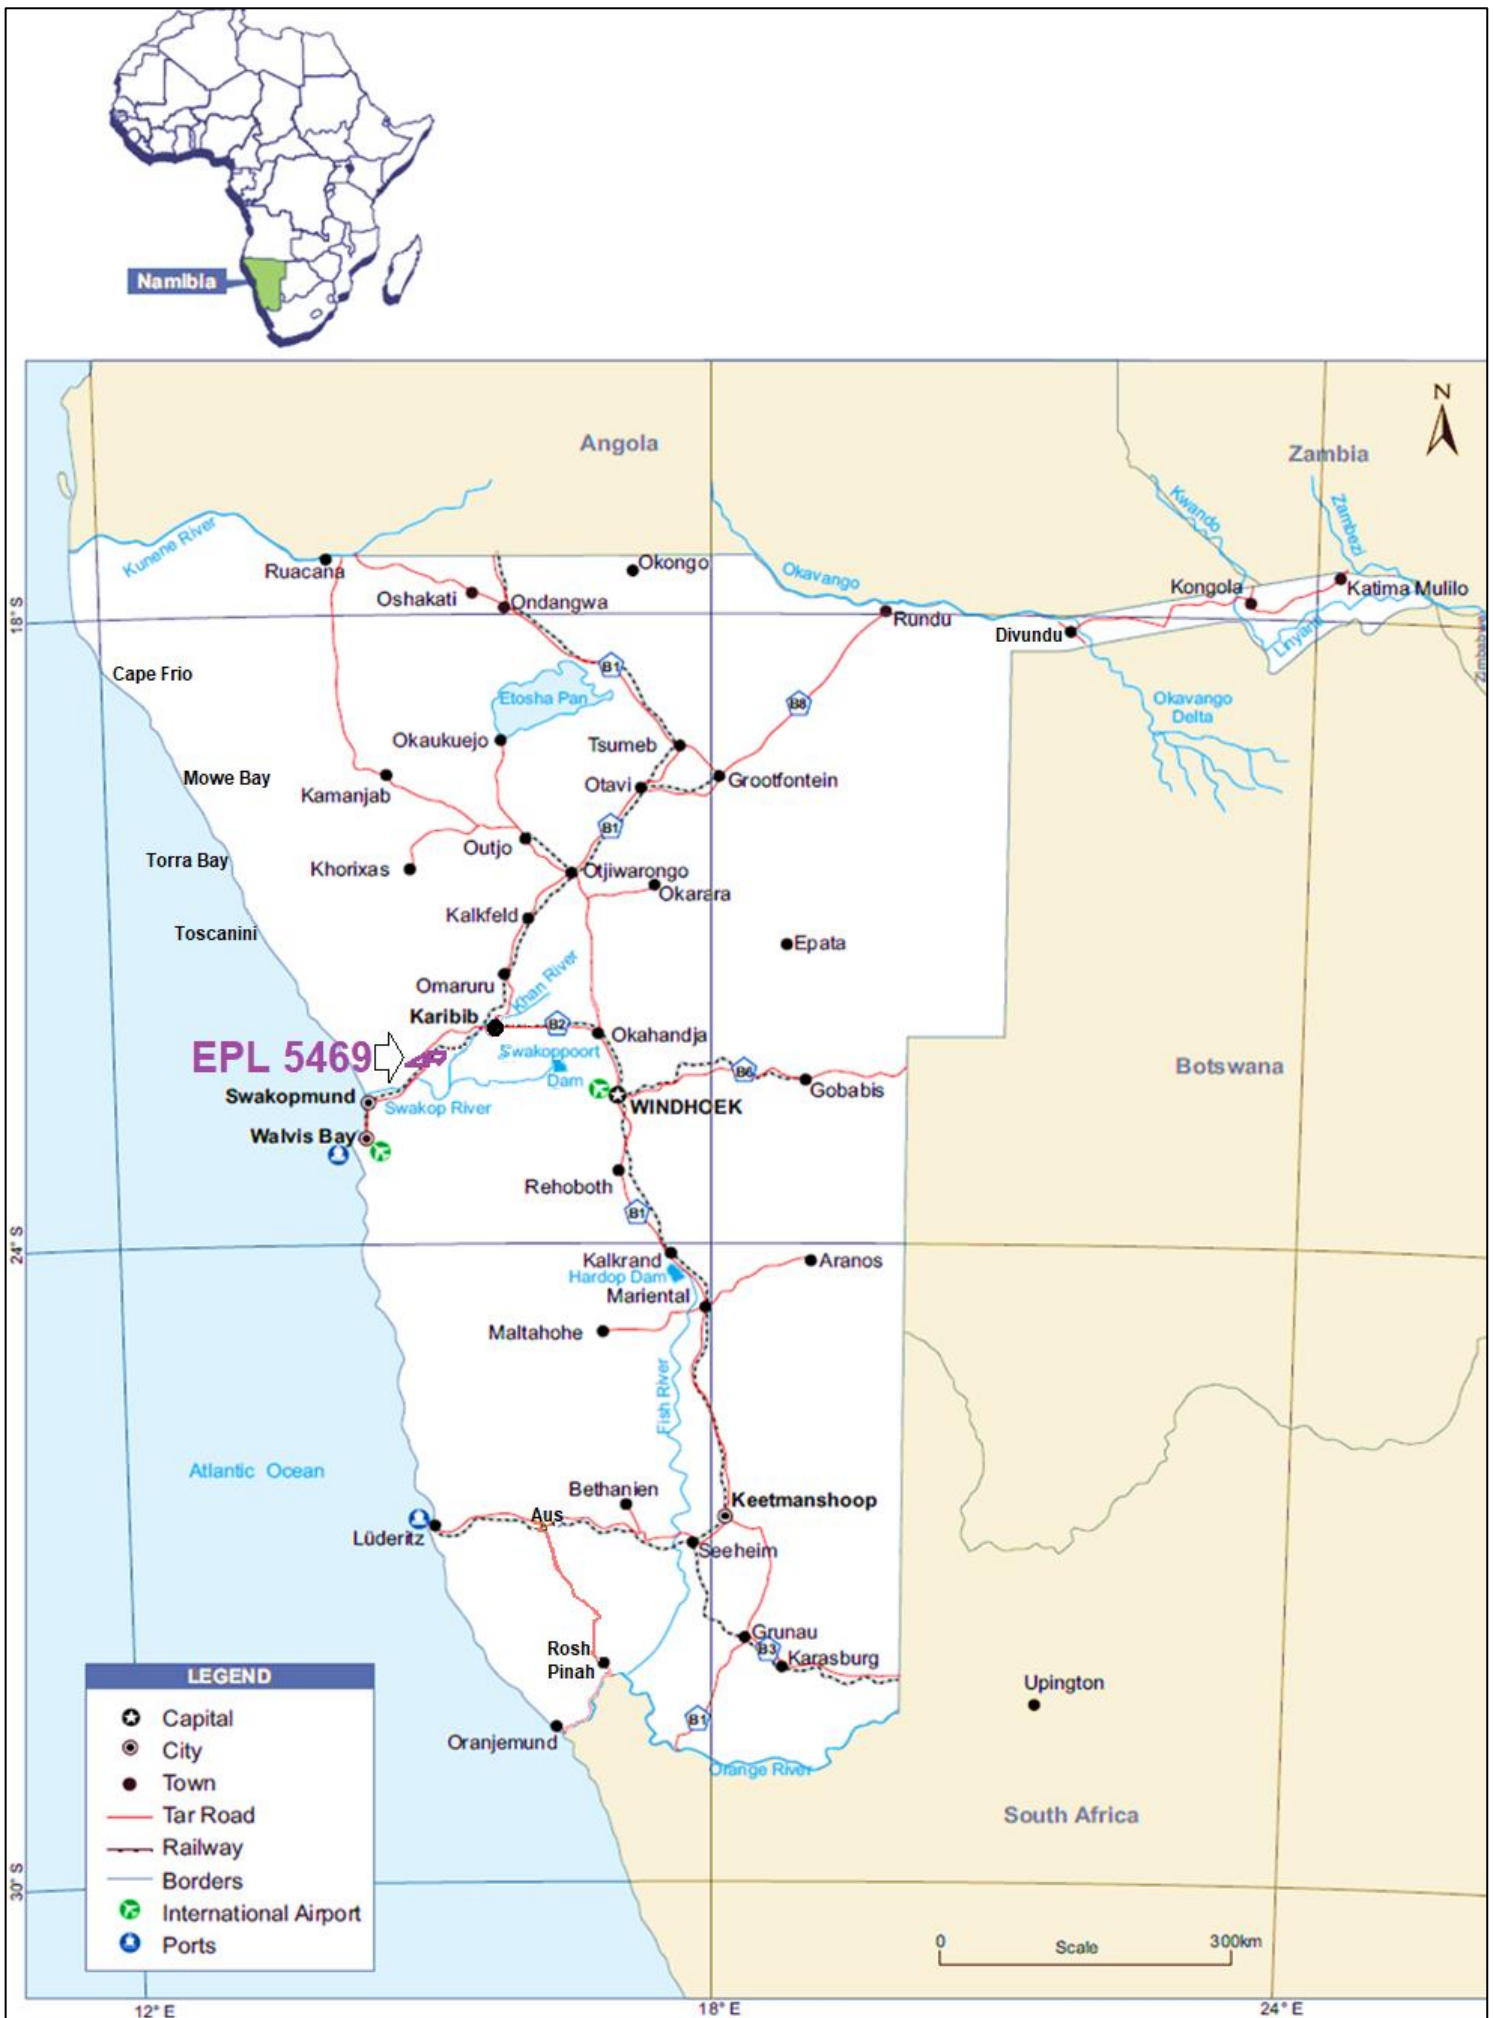 Namibia
N
Angola
Zambia
Kwando
Zambezi
Kunene River
Ruacana
Okongo
Okavango
Kongola
Katima Mulilo
Oshakati
Ondangwa
18° S
Rundu
Divundu
Linyanti
Zimbabwe
Cape Frio
B1
Etosha Pan
B8
Okavango
Delta
Okaukuejo
Tsumeb
Mowe Bay
Kamanjab
Otavi
Grootfontein
B1
Outjo
Torra Bay
Khorixas
Otjiwarongo
Okarara
Kalkfeld
Toscanini
Epata
Omaruru
Khan River
Karibib
B2
Okahandja
EPL 5469
Swakoppoort
Dam
B6
Botswana
Gobabis
Swakopmund
Swakop River
WINDHOEK
Walvis Bay
Rehoboth
B1
24° S
Kalkrand
Aranos
Hardop Dam
Mariental
Maltahohe
Fish River
Atlantic Ocean
Bethanien
Keetmanshoop
Aus
Lüderitz
Seeheim
Grunau
B3
Karasburg
Rosh
Pinah
Upington
B1
Oranjemund
Orange River
South Africa
LEGEND
Capital
City
Town
Tar Road
Railway
Borders
International Airport
Ports
30° S
0
Scale
300km
12° E
18° E
24° E